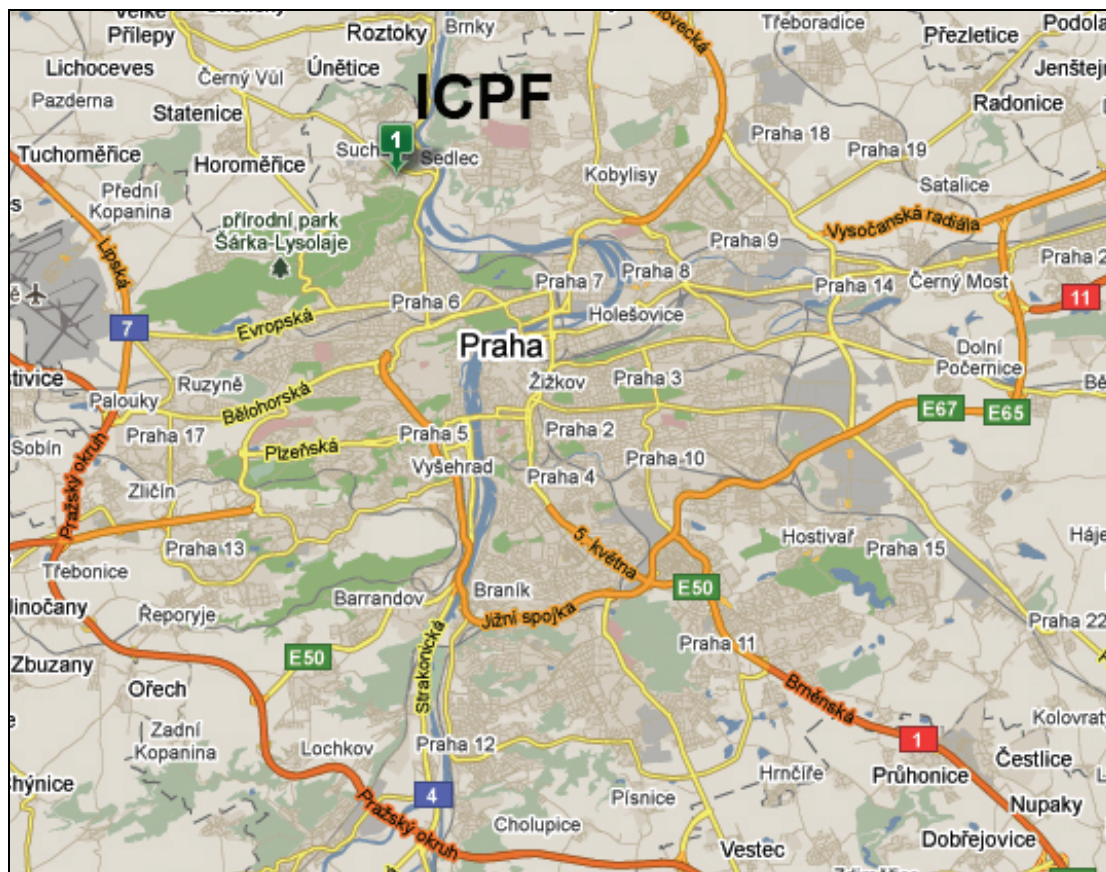 Velké
Přílepy
Roztoky
Brnky
Třeboradice
Přezletice
Lichoceves
Únětice
Černý Vůl
Pazderna
Statenice
ICPF
Radonice
1
Praha 18
Tuchoměřice
Horoměřice
Sedlec
Praha 19
Kobylisy
Satalice
Přední
Kopanina
přírodní park
Šárka-Lysolaje
Vysočanská radiála
Lipská
Praha 9
Praha 7
Praha 8
Praha 14
Černý Most
11
Praha 6
Holešovice
7
Evropská
Praha
Dolní
Počernice
Ruzyně
Žižkov
Praha 3
Palouky
Bělohorská
E67
E65
Sobín
Praha 17
Plzeňská
Praha 5
Praha 2
Vyšehrad
Praha 4
Praha 10
Pražský okruh
Zličín
5. května
Hostivař
Praha 15
Praha 13
Třebonice
Jinočany
Řeporyje
Barrandov
Braník
E50
Jižní spojka
Praha 22
Praha 11
E50
Zbuzany
Strakonická
Ořech
Brněnská
Zadní
Kopanina
Lochkov
Praha 12
1
Čestlice
Hrnčíře
Průhonice
4
Písnice
Nupaky
Pražský okruh
Cholupice
Dobřejovice
Vestec